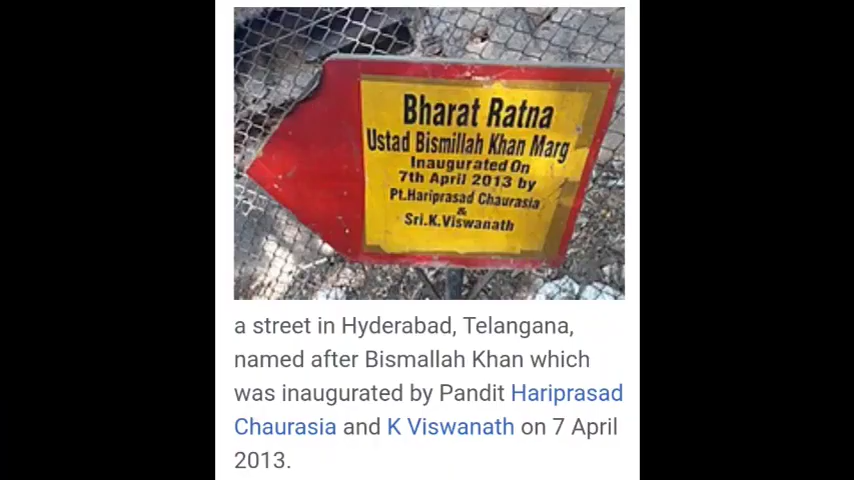 Bharat Ratna
Ustad Bismillah Khan Marg
Inaugurated On
7th April 2013 by
Pt.Hariprasad Chaurasia
&
Sri.K.Viswanath
a street in Hyderabad, Telangana,
named after Bismallah Khan which
was inaugurated by Pandit Hariprasad
Chaurasia and K Viswanath on 7 April
2013.